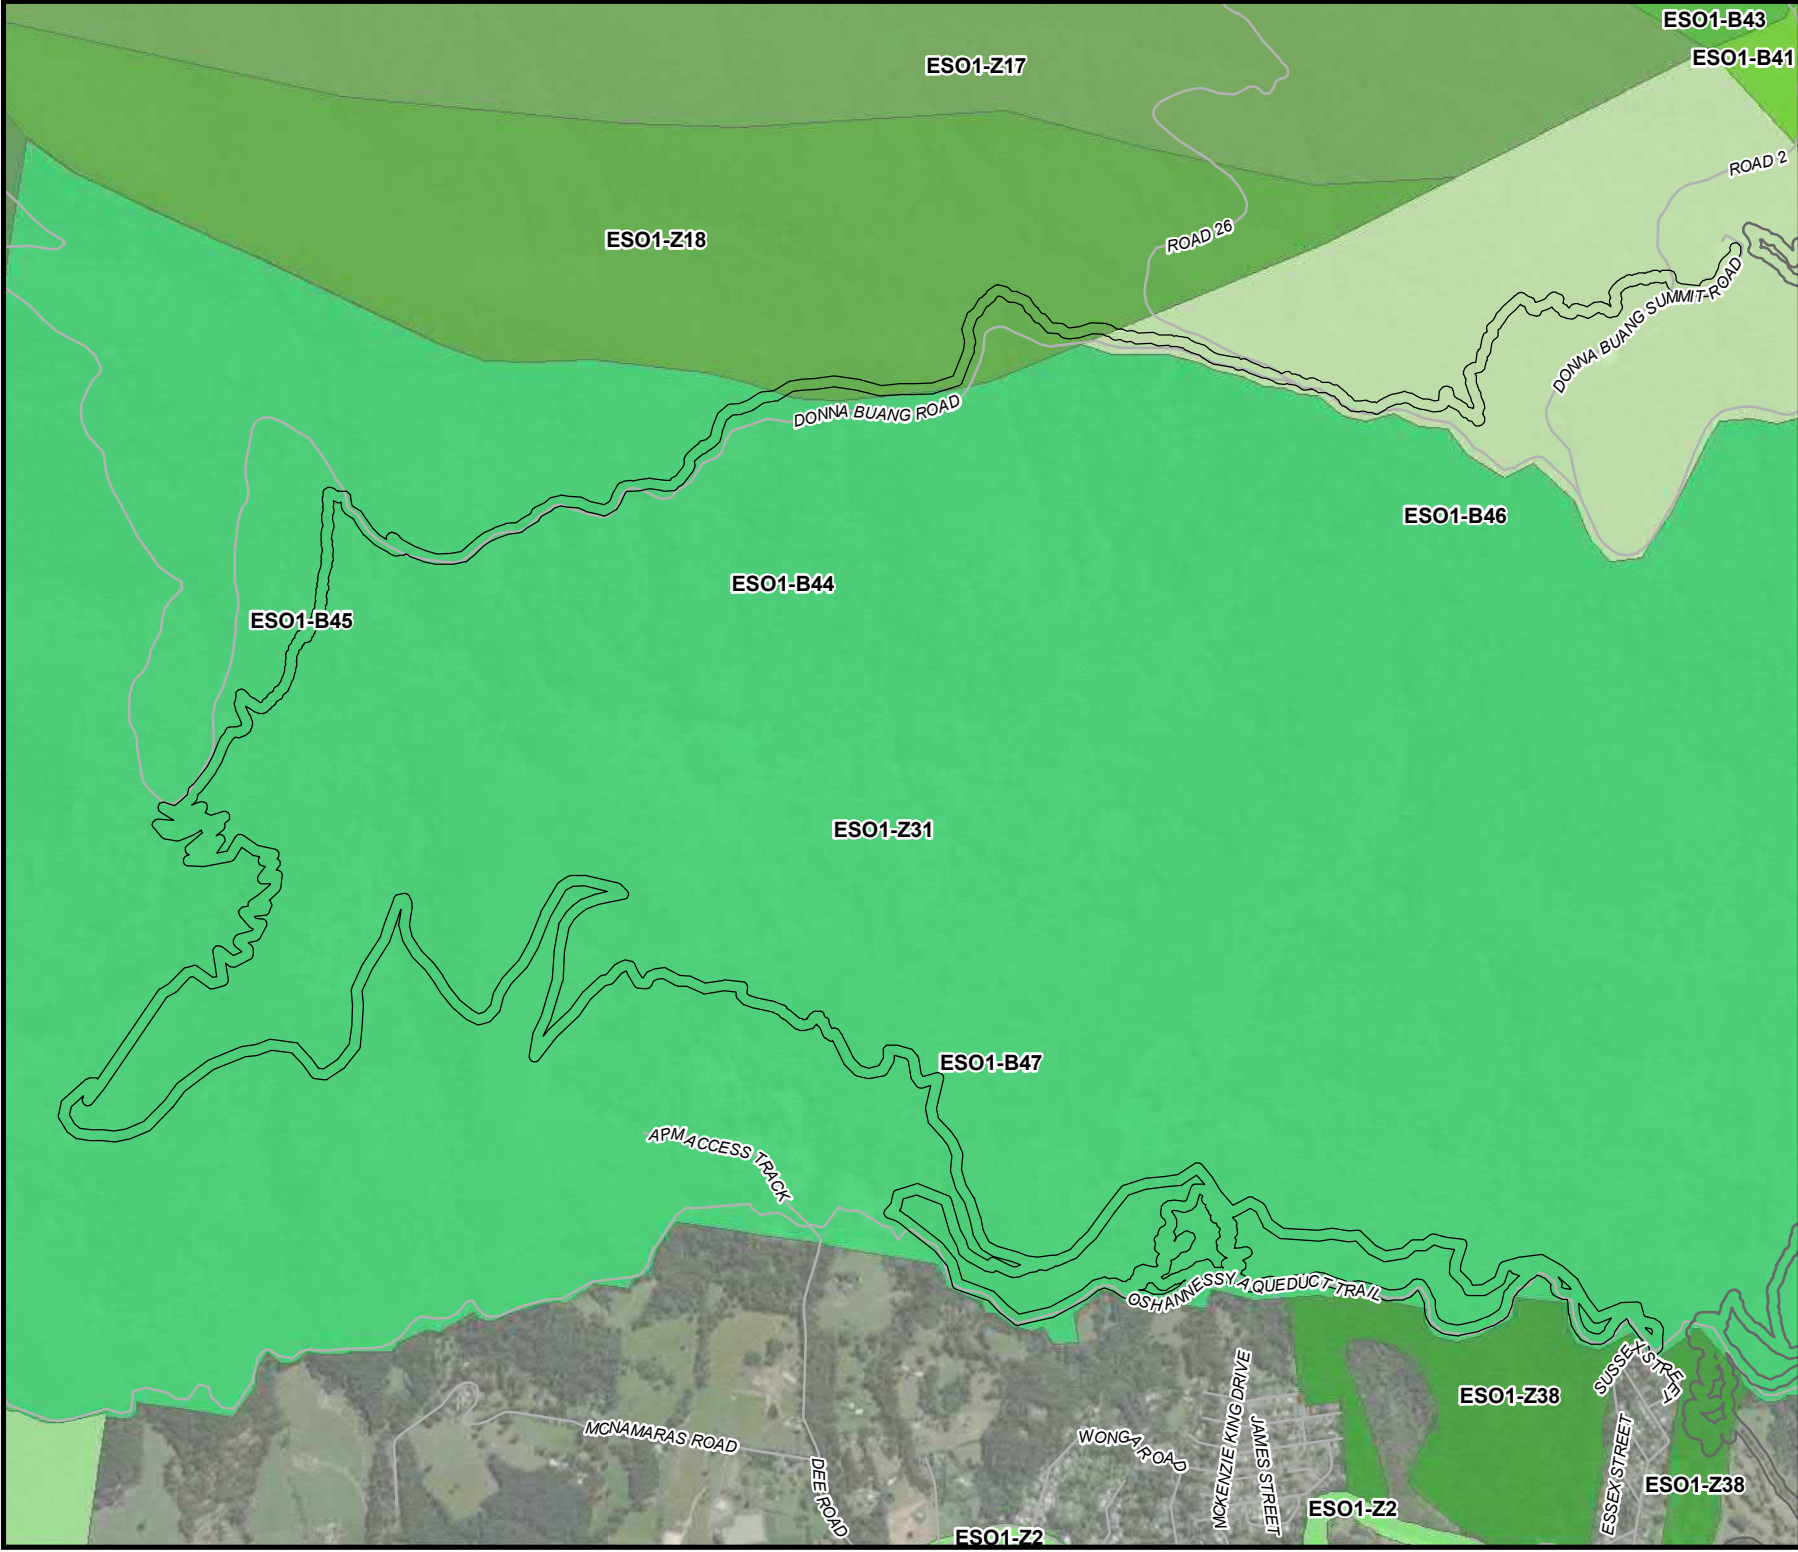 ESO1-B43
ESO1-B41
ESO1-Z17
ROAD 2
ESO1-Z18
ROAD 26
DONNA BUANG SUMMIT ROAD
DONNA BUANG ROAD
ESO1-B46
ESO1-B44
ESO1-B45
ESO1-Z31
ESO1-B47
APM ACCESS TRACK
OSHANNESSY AQUEDUCT TRAIL
SUSSEX STREET
ESO1-Z38
MCNAMARAS ROAD
WONGA ROAD
MCKENZIE KING DRIVE
JAMES STREET
DEE ROAD
ESSEX STREET
ESO1-Z38
ESO1-Z2
ESO1-Z2